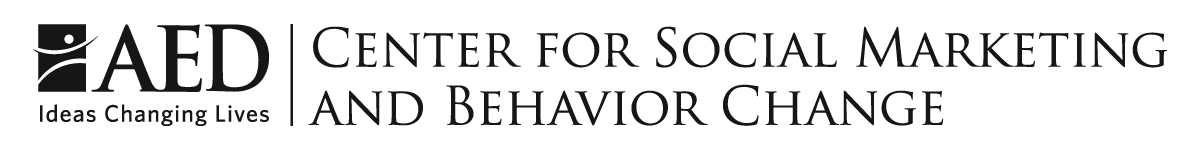 AED
Ideas Changing Lives
CENTER FOR SOCIAL MARKETING
AND BEHAVIOR CHANGE